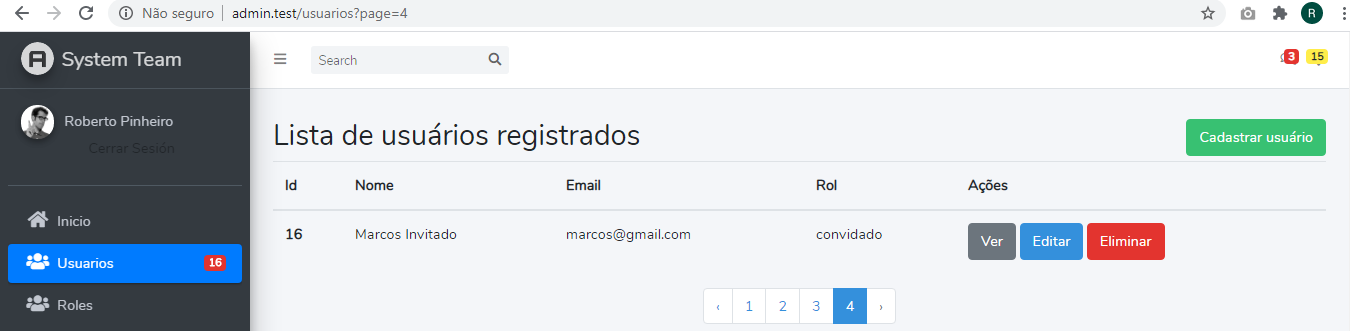 Não seguro admin.test/usuarios?page=4 R
A System Team
Search 3 15
Roberto Pinheiro
Cerrar Sesión
Lista de usuários registrados Cadastrar usuário
Id Nome Email Rol Ações
Inicio
16 Marcos Invitado marcos@gmail.com convidado Ver Editar Eliminar
Usuarios 16
Roles
‹ 1 2 3 4 ›